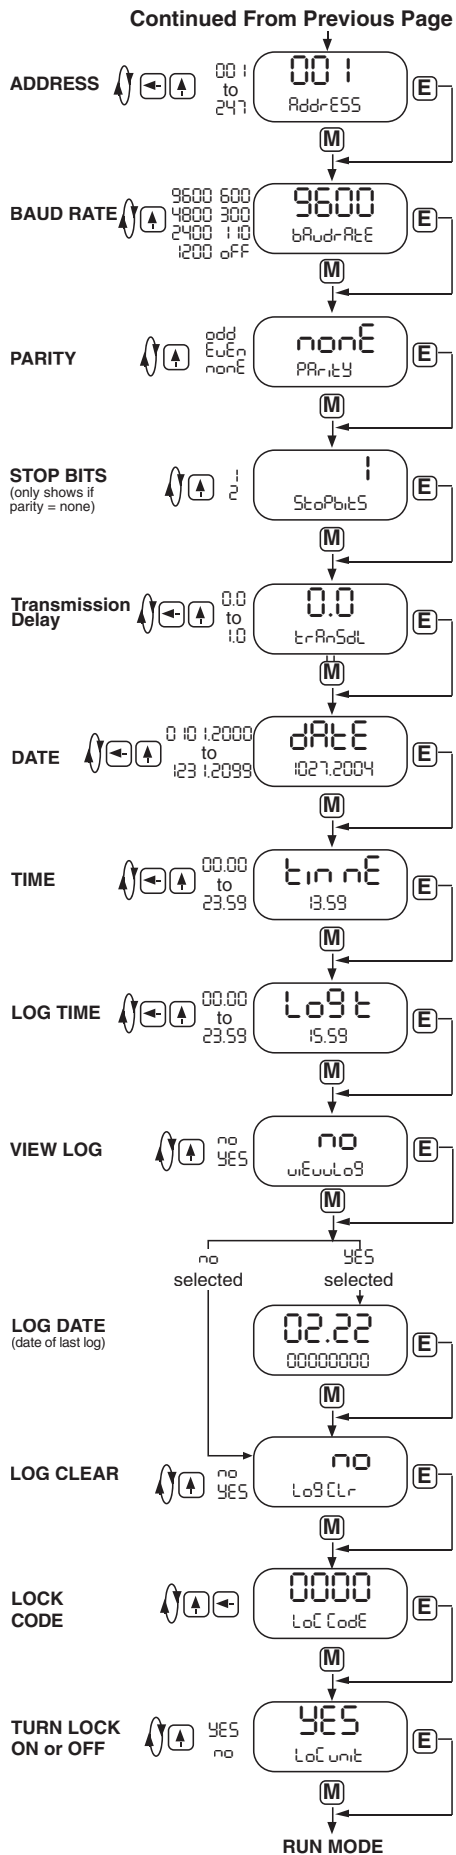 Continued From Previous Page
ADDRESS
001
to
247
001
AddrESS
E
M
BAUD RATE
9600 600
4800 300
2400 110
1200 oFF
9600
bAudrAtE
E
M
PARITY
odd
EvEn
nonE
nonE
PAritY
E
M
STOP BITS
(only shows if
parity = none)
1
2
1
StoPbitS
E
M
Transmission
Delay
0.0
to
1.0
0.0
trAnSdL
E
M
DATE
0101.2000
to
1231.2099
dAtE
1027.2004
E
M
TIME
00.00
to
23.59
tinnE
13.59
E
M
LOG TIME
00.00
to
23.59
Log t
15.59
E
M
VIEW LOG
no
YES
no
viEuuLog
E
M
no
selected
YES
selected
LOG DATE
(date of last log)
02.22
00000000
E
M
LOG CLEAR
no
YES
no
LogCLr
E
M
LOCK
CODE
0000
LoC CodE
E
M
TURN LOCK
ON or OFF
YES
no
YES
LoC unit
E
M
RUN MODE